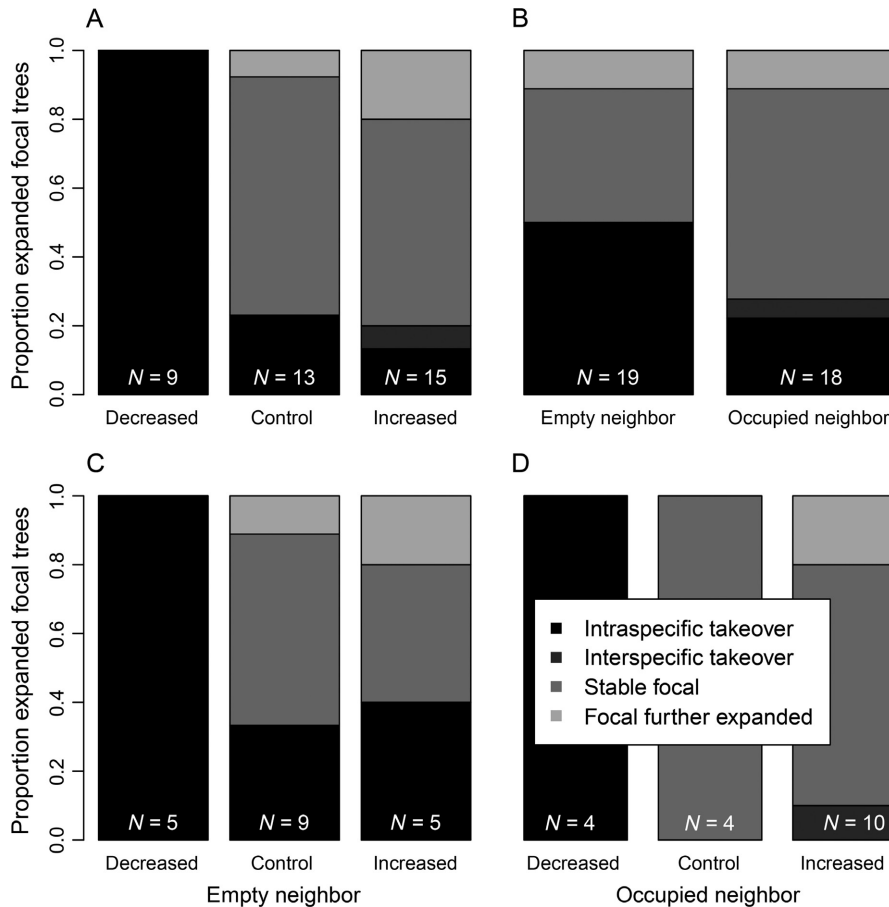 A
B
Proportion expanded focal trees
0.0 0.2 0.4 0.6 0.8 1.0
N = 9 N = 13 N = 15
N = 19 N = 18
Decreased Control Increased
Empty neighbor Occupied neighbor
C
D
Proportion expanded focal trees
0.0 0.2 0.4 0.6 0.8 1.0
Intraspecific takeover
Interspecific takeover
Stable focal
Focal further expanded
N = 5 N = 9 N = 5
N = 4 N = 4 N = 10
Decreased Control Increased
Decreased Control Increased
Empty neighbor
Occupied neighbor